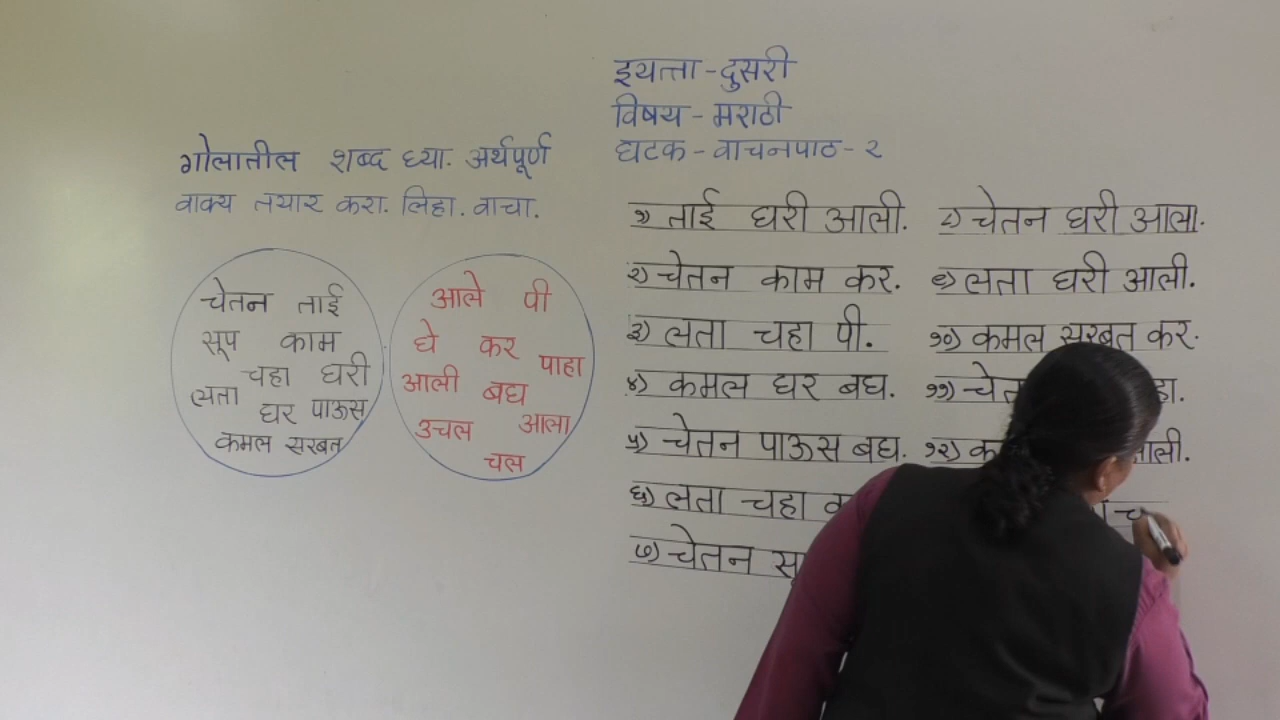 इयत्ता - दुसरी
विषय - मराठी
घटक - वाचनपाठ - २
गोलातील शब्द घ्या. अर्थपूर्ण
वाक्य तयार करा. लिहा. वाचा.
चेतन ताई
सूप काम
चहा घरी
लता
घर पाऊस
कमल सरबत
आले पी
घे कर
पाहा
आली बघ
उचल आला
चल
१) ताई घरी आली.
२) चेतन काम कर.
३) लता चहा पी.
४) कमल घर बघ.
५) चेतन पाऊस बघ.
६) लता चहा
७) चेतन
८) चेतन घरी आला.
९) लता घरी आली.
१०) कमल सरबत कर.
११)
१२)